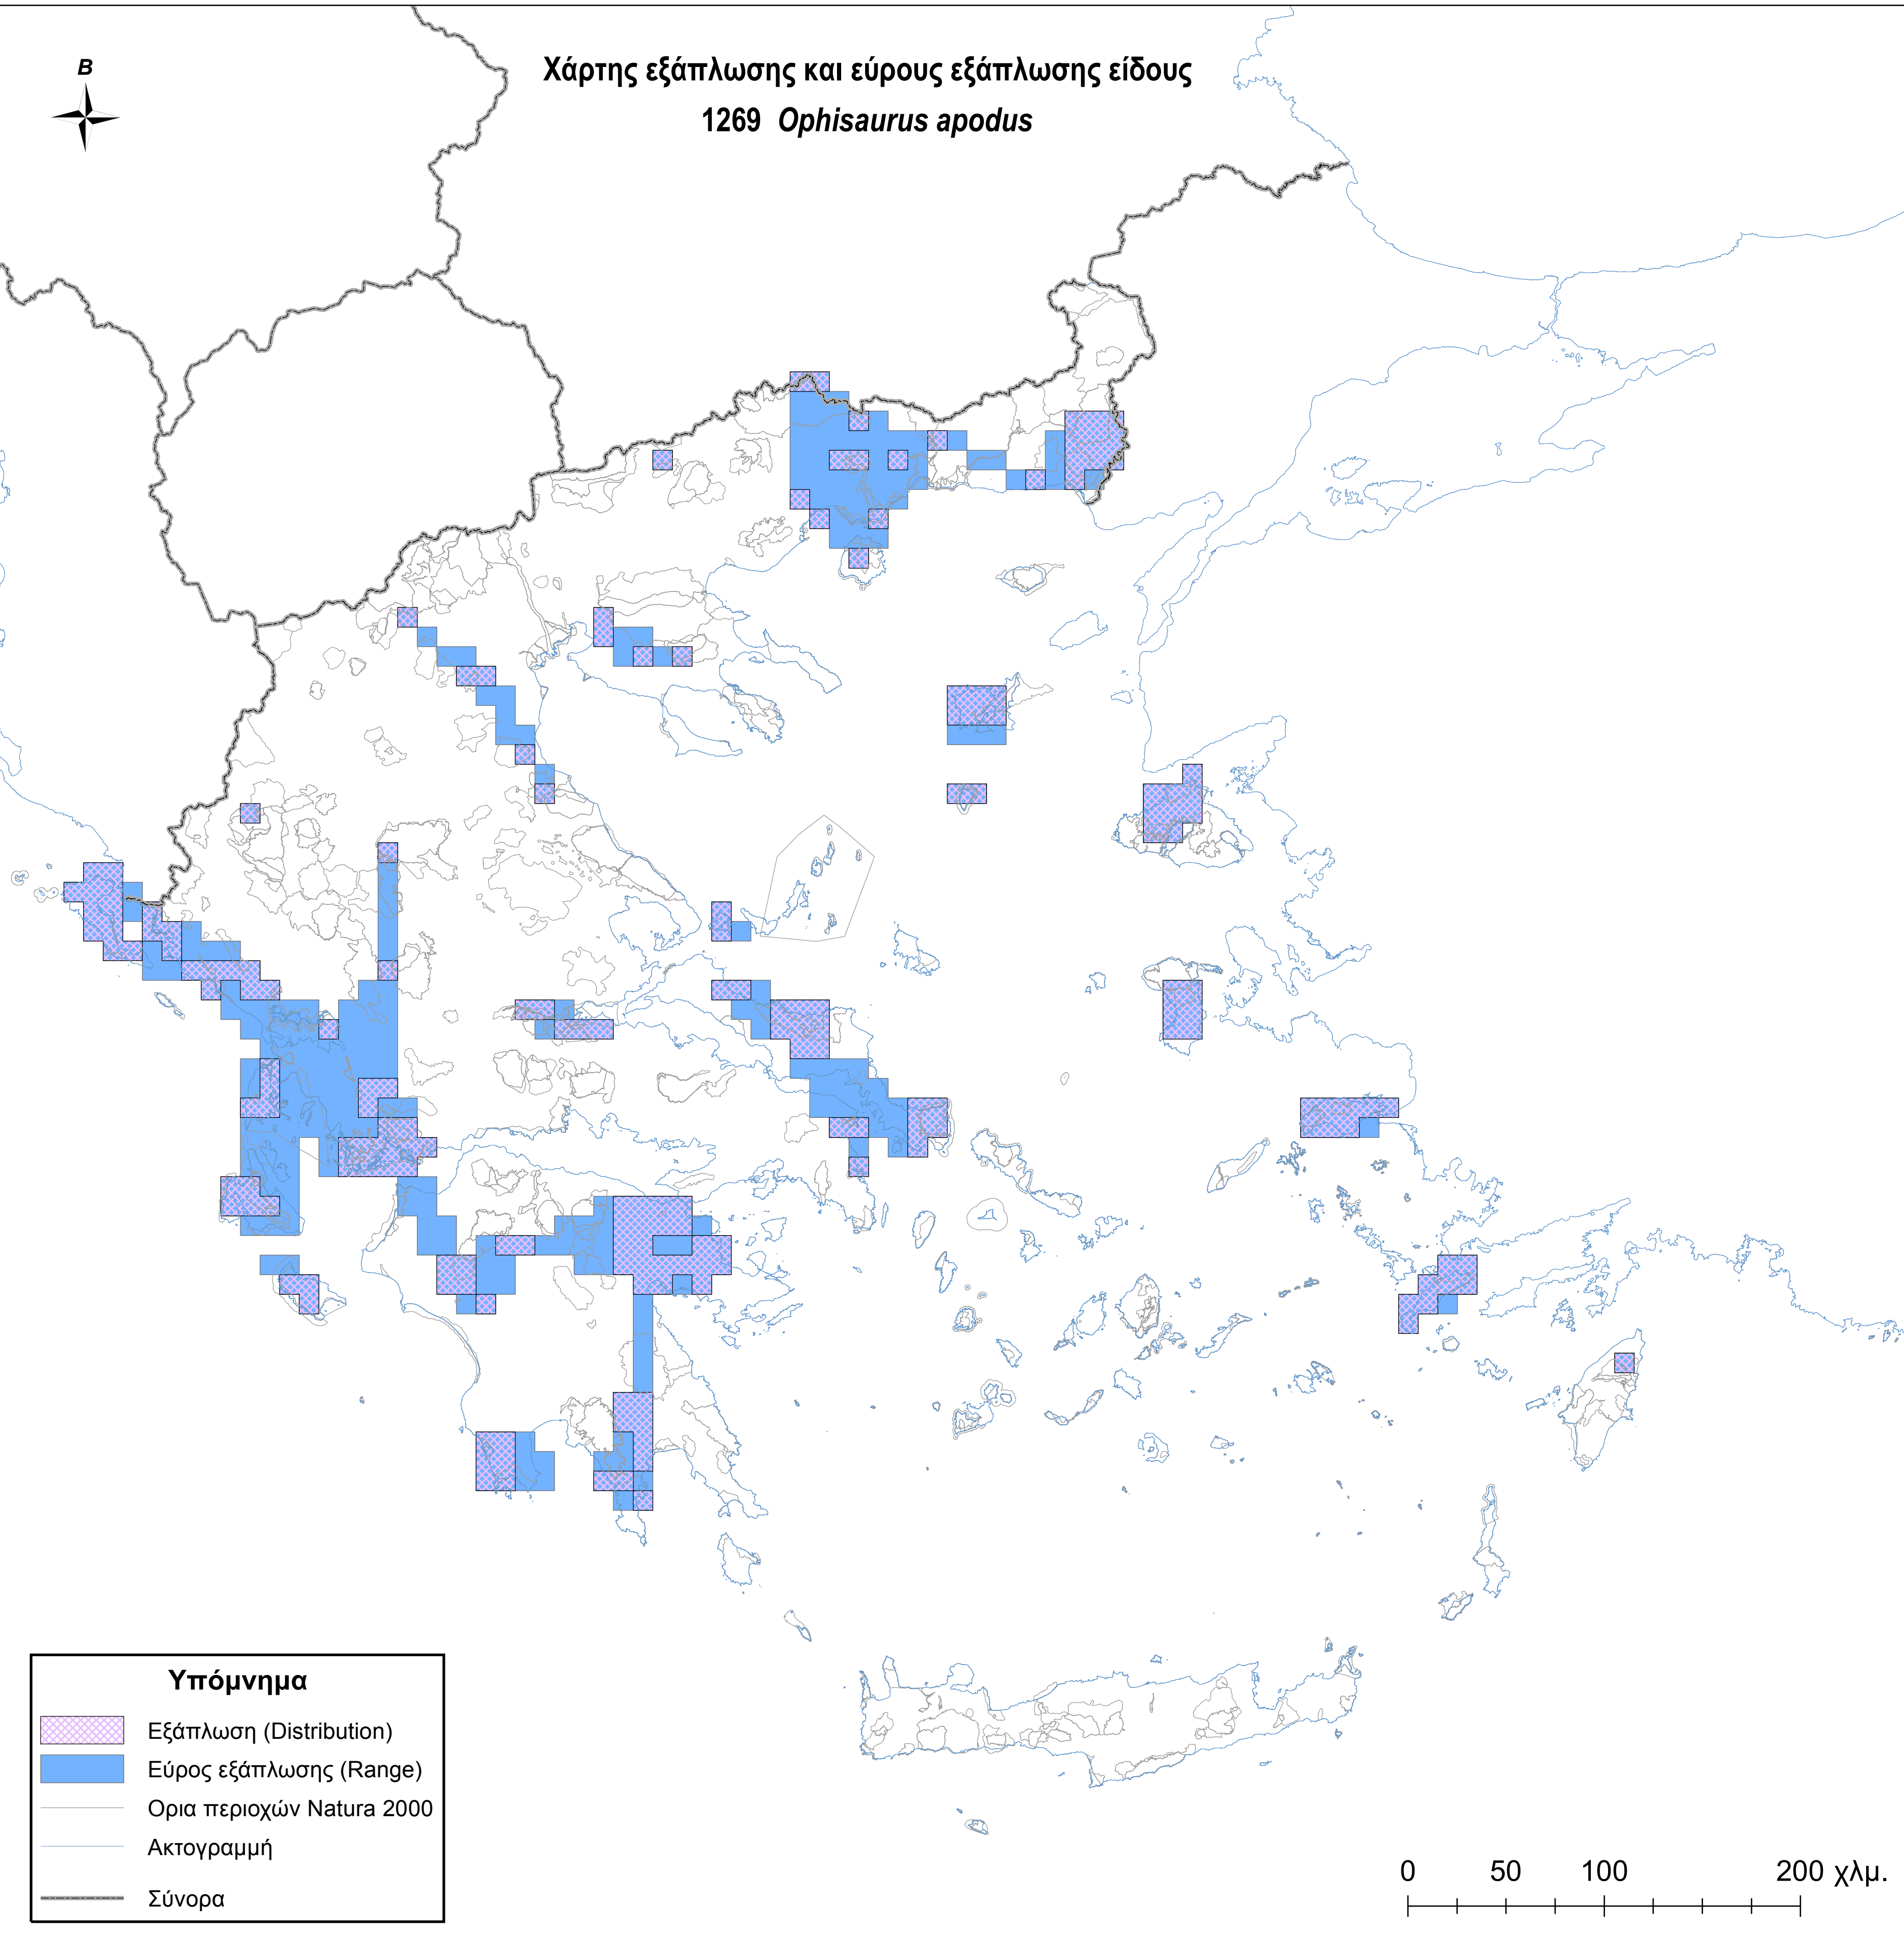 Β
Χάρτης εξάπλωσης και εύρους εξάπλωσης είδους
1269 Ophisaurus apodus
Υπόμνημα
Εξάπλωση (Distribution)
Εύρος εξάπλωσης (Range)
Ορια περιοχών Natura 2000
Ακτογραμμή
Σύνορα
0 50 100 200 χλμ.